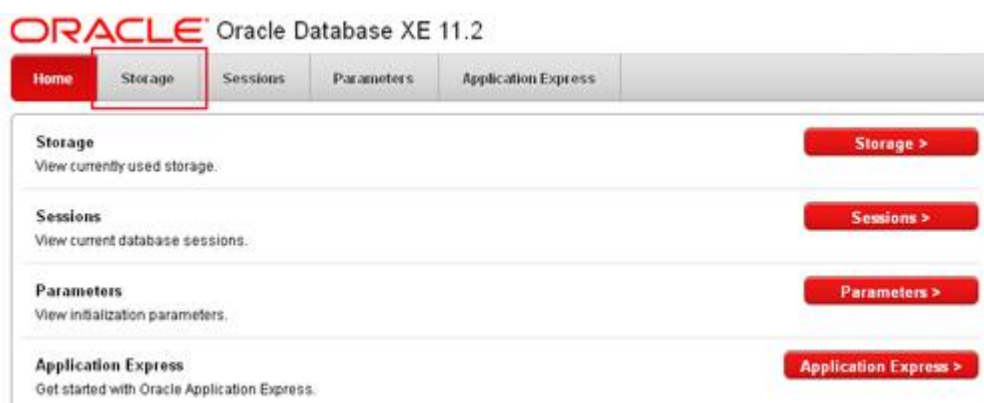 ORACLE Oracle Database XE 11.2
Home Storage Sessions Parameters Application Express
Storage
View currently used storage.
Storage >
Sessions
View current database sessions.
Sessions >
Parameters
View initialization parameters.
Parameters >
Application Express
Get started with Oracle Application Express.
Application Express >